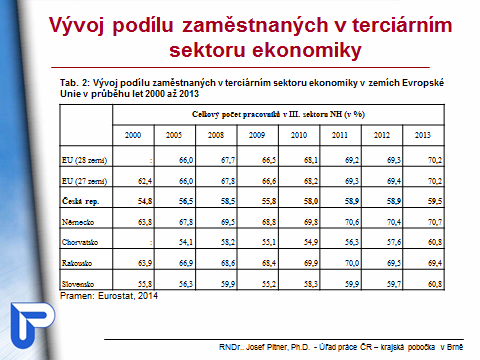 Vývoj podílu zaměstnaných v terciárním
sektoru ekonomiky
Tab. 2: Vývoj podílu zaměstnaných v terciárním sektoru ekonomiky v zemích Evropské
Unie v průběhu let 2000 až 2013
Celkový počet pracovníků v III. sektoru NH (v %)
2000 2005 2008 2009 2010 2011 2012 2013
EU (28 zemí) : 66,0 67,7 66,5 68,1 69,2 69,3 70,2
EU (27 zemí) 62,4 66,0 67,8 66,6 68,2 69,3 69,4 70,2
Česká rep. 54,8 56,5 58,5 55,8 58,0 58,9 58,9 59,5
Německo 63,8 67,8 69,5 68,8 69,8 70,6 70,4 70,7
Chorvatsko : 54,1 58,2 55,1 54,9 56,3 57,6 60,8
Rakousko 63,9 66,9 68,6 68,4 69,9 70,0 69,5 69,4
Slovensko 55,8 56,3 59,9 55,2 58,3 59,9 59,7 60,8
Pramen: Eurostat, 2014
RNDr.. Josef Pitner, Ph.D. - Úřad práce ČR – krajská pobočka v Brně